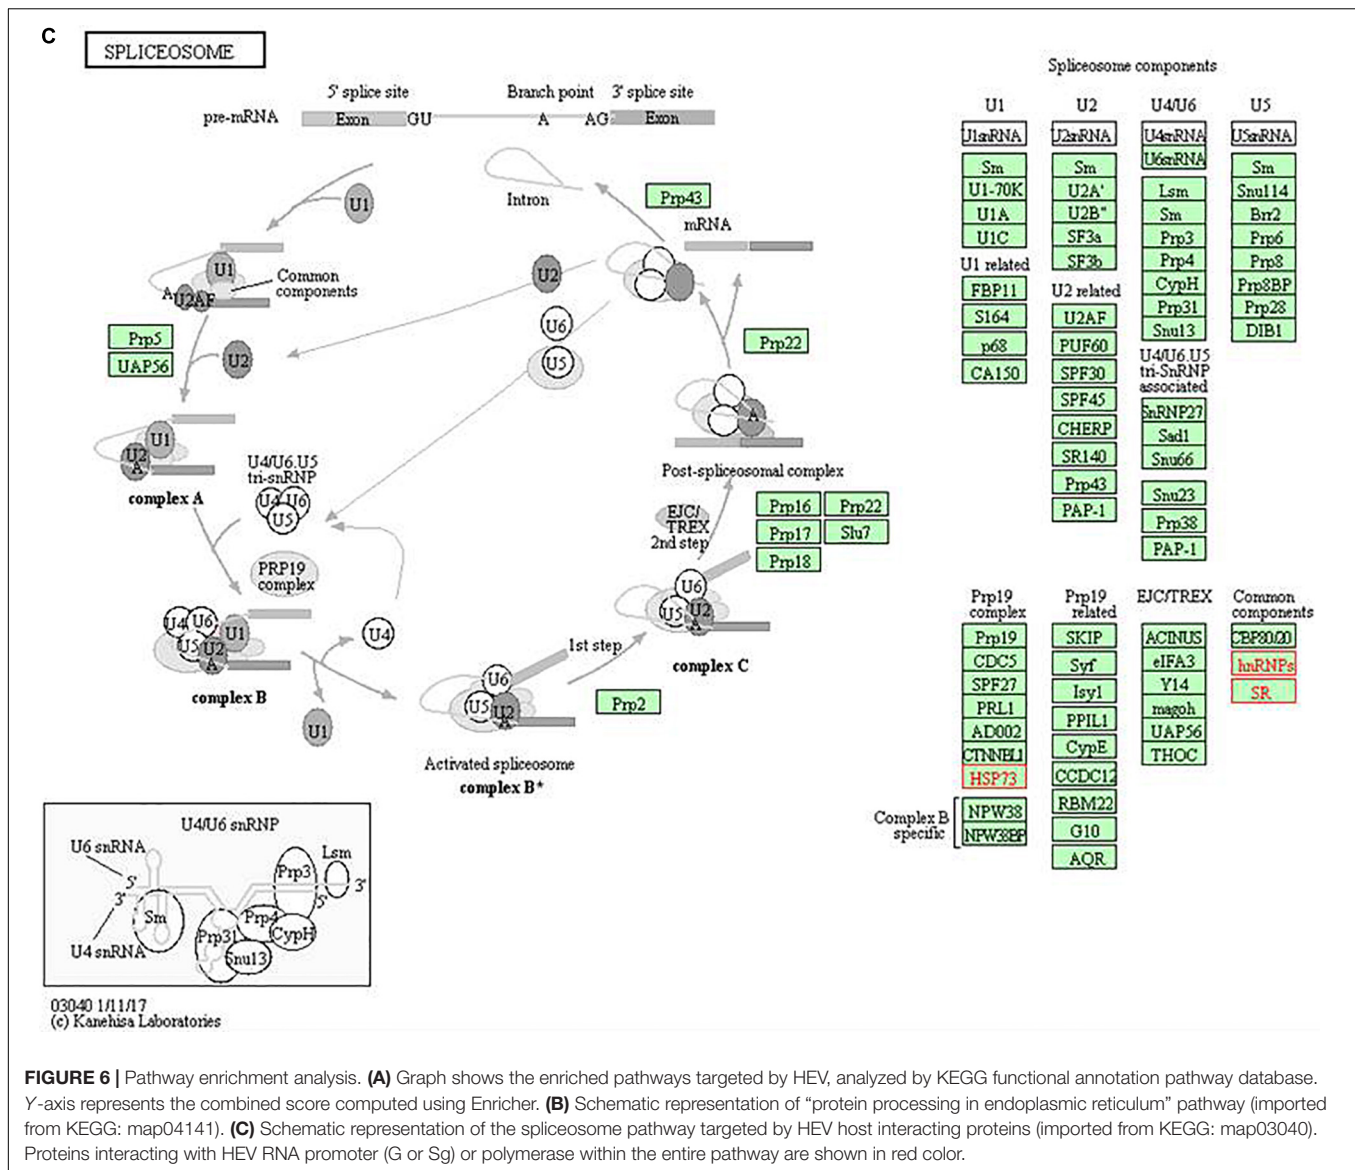 C
SPLICEOSOME
5' splice site
Branch point
3' splice site
pre-mRNA
Exon
GU
A
AG
Exon
U1
Intron
Prp43
mRNA
U1
Common
components
A
U2AF
U2
U6
U5
Prp5
UAP56
U2
Prp22
U1
U2
A
complex A
U4/U6.U5
tri-snRNP
U4
U6
U5
A
Post-spliceosomal complex
EJC/
TREX
2nd step
Prp16
Prp22
Prp17
Slu7
Prp18
PRP19
complex
U4
U6
U5
U2
A
U1
complex B
U4
U1
U6
U5
U2
A
complex C
1st step
Prp2
U6
U5
U2
A
Activated spliceosome
complex B*
U4/U6 snRNP
U6 snRNA
5'
3'
U4 snRNA
Sm
Prp31
Prp4
Snu13
CypH
Prp3
Lsm
3'
5'
03040 1/11/17
(c) Kanehisa Laboratories
Spliceosome components
U1
U1snRNA
Sm
U1-70K
U1A
U1C
U1 related
FBP11
S164
p68
CA150
U2
U2snRNA
Sm
U2A'
U2B"
SF3a
SF3b
U2 related
U2AF
PUF60
SPF30
SPF45
CHERP
SR140
Prp43
PAP-1
U4/U6
U4snRNA
U6snRNA
Lsm
Sm
Prp3
Prp4
CypH
Prp31
Snu13
U4/U6.U5
tri-SnRNP
associated
SnRNP27
Sad1
Snu66
Snu23
Prp38
PAP-1
U5
U5snRNA
Sm
Snu114
Brr2
Prp6
Prp8
Prp8BP
Prp28
DIB1
Prp19
complex
Prp19
CDC5
SPF27
PRL1
AD002
CTNNBL1
HSP73
Complex B
specific
NPW38
NPW38BP
Prp19
related
SKIP
Syf
Isy1
PPIL1
CypE
CCDC12
RBM22
G10
AQR
EJC/TREX
ACINUS
eIFA3
Y14
magoh
UAP56
THOC
Common
components
CBP80/20
hnRNPs
SR
FIGURE 6 | Pathway enrichment analysis. (A) Graph shows the enriched pathways targeted by HEV, analyzed by KEGG functional annotation pathway database.
Y-axis represents the combined score computed using Enricher. (B) Schematic representation of “protein processing in endoplasmic reticulum” pathway (imported
from KEGG: map04141). (C) Schematic representation of the spliceosome pathway targeted by HEV host interacting proteins (imported from KEGG: map03040).
Proteins interacting with HEV RNA promoter (G or Sg) or polymerase within the entire pathway are shown in red color.